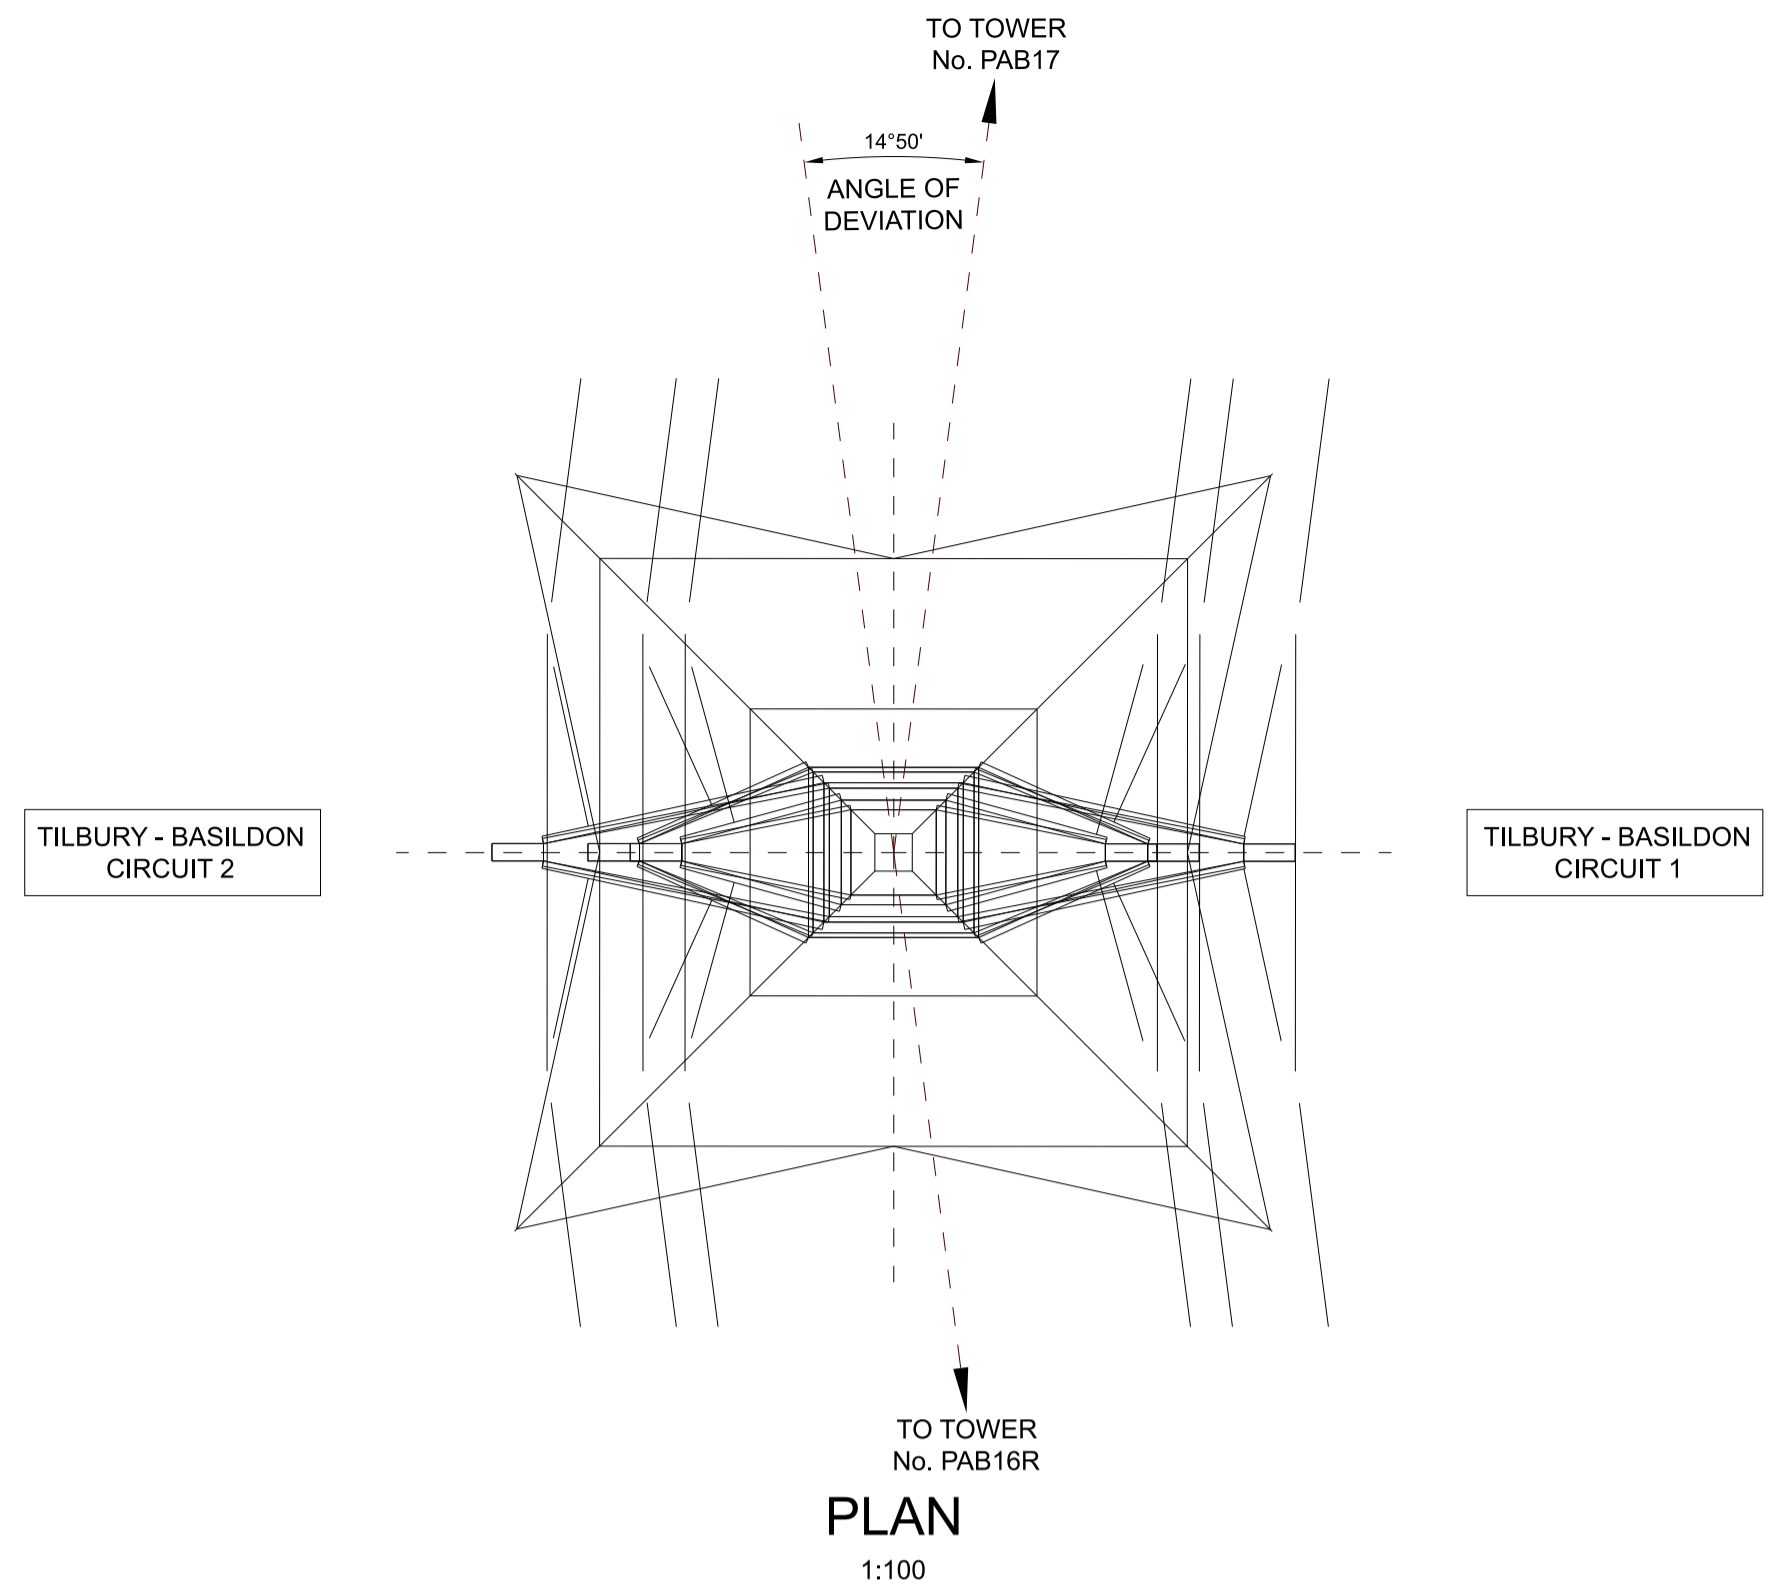 TO TOWER
No. PAB17
14°50'
ANGLE OF
DEVIATION
TILBURY - BASILDON
CIRCUIT 2
TILBURY - BASILDON
CIRCUIT 1
TO TOWER
No. PAB16R
PLAN
1:100